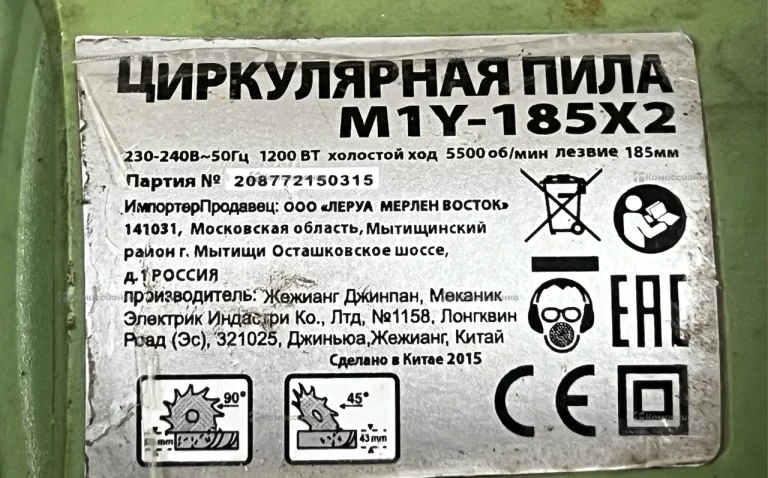 ЦИРКУЛЯРНАЯ ПИЛА
M1Y-185X2
230-240В~50Гц 1200 ВТ холостой ход 5500 об/мин лезвие 185мм
Партия № 208772150315
ИмпортерПродавец: ООО «ЛЕРУА МЕРЛЕН ВОСТОК»
141031, Московская область, Мытищинский
район г. Мытищи Осташковское шоссе,
д.1 РОССИЯ
производитель: Жежианг Джинпан, Меканик
Электрик Индастри Ко., Лтд, №1158, Лонгквин
Роад (Эс), 321025, Джиньюа,Жежианг, Китай
Сделано в Китае 2015
EAC
CE
90°
mm
45°
43 mm